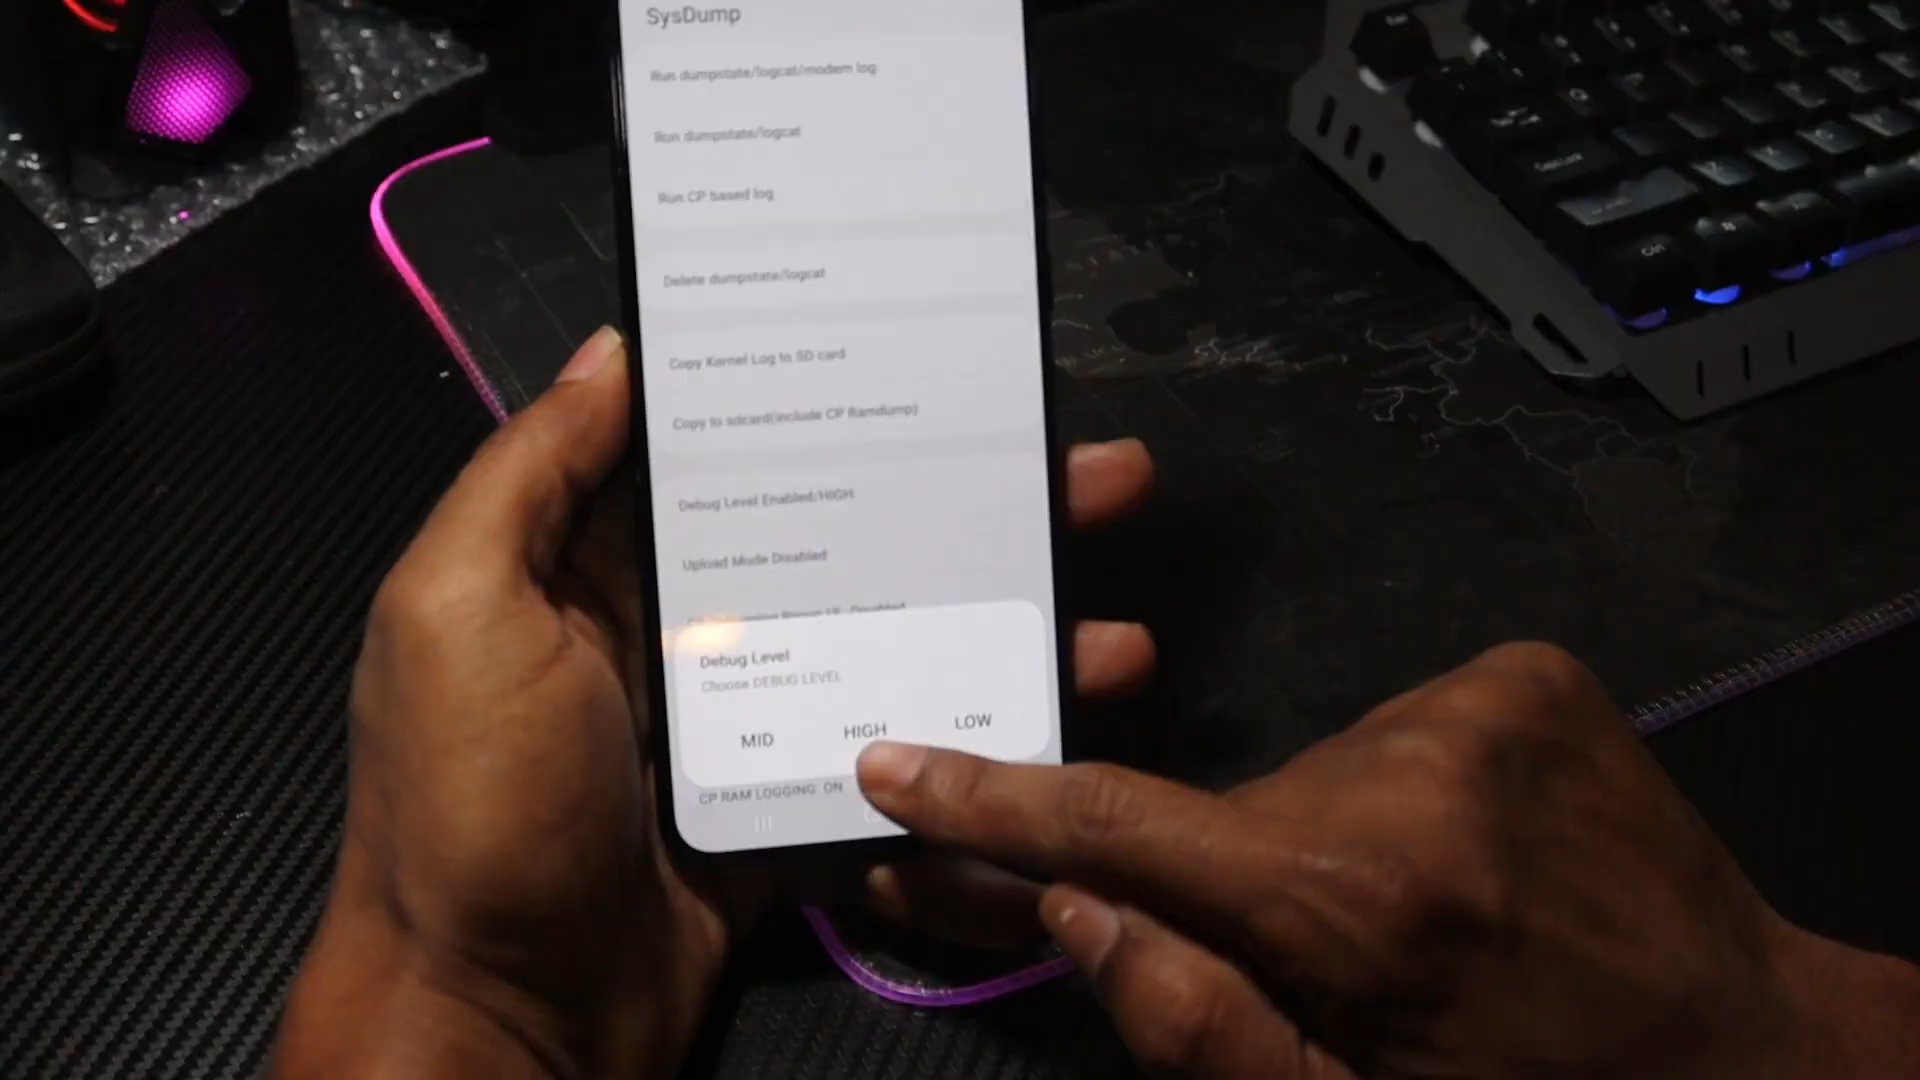 SysDump
Run dumpstate/logcat/modem log
Run dumpstate/logcat
Run CP based log
Delete dumpstate/logcat
Copy Kernel Log to SD card
Copy to sdcard(include CP Ramdump)
Debug Level Enabled/HIGH
Upload Mode Disabled
Debug Level
Choose DEBUG LEVEL
MID HIGH LOW
CP RAM LOGGING: ON
Ctrl